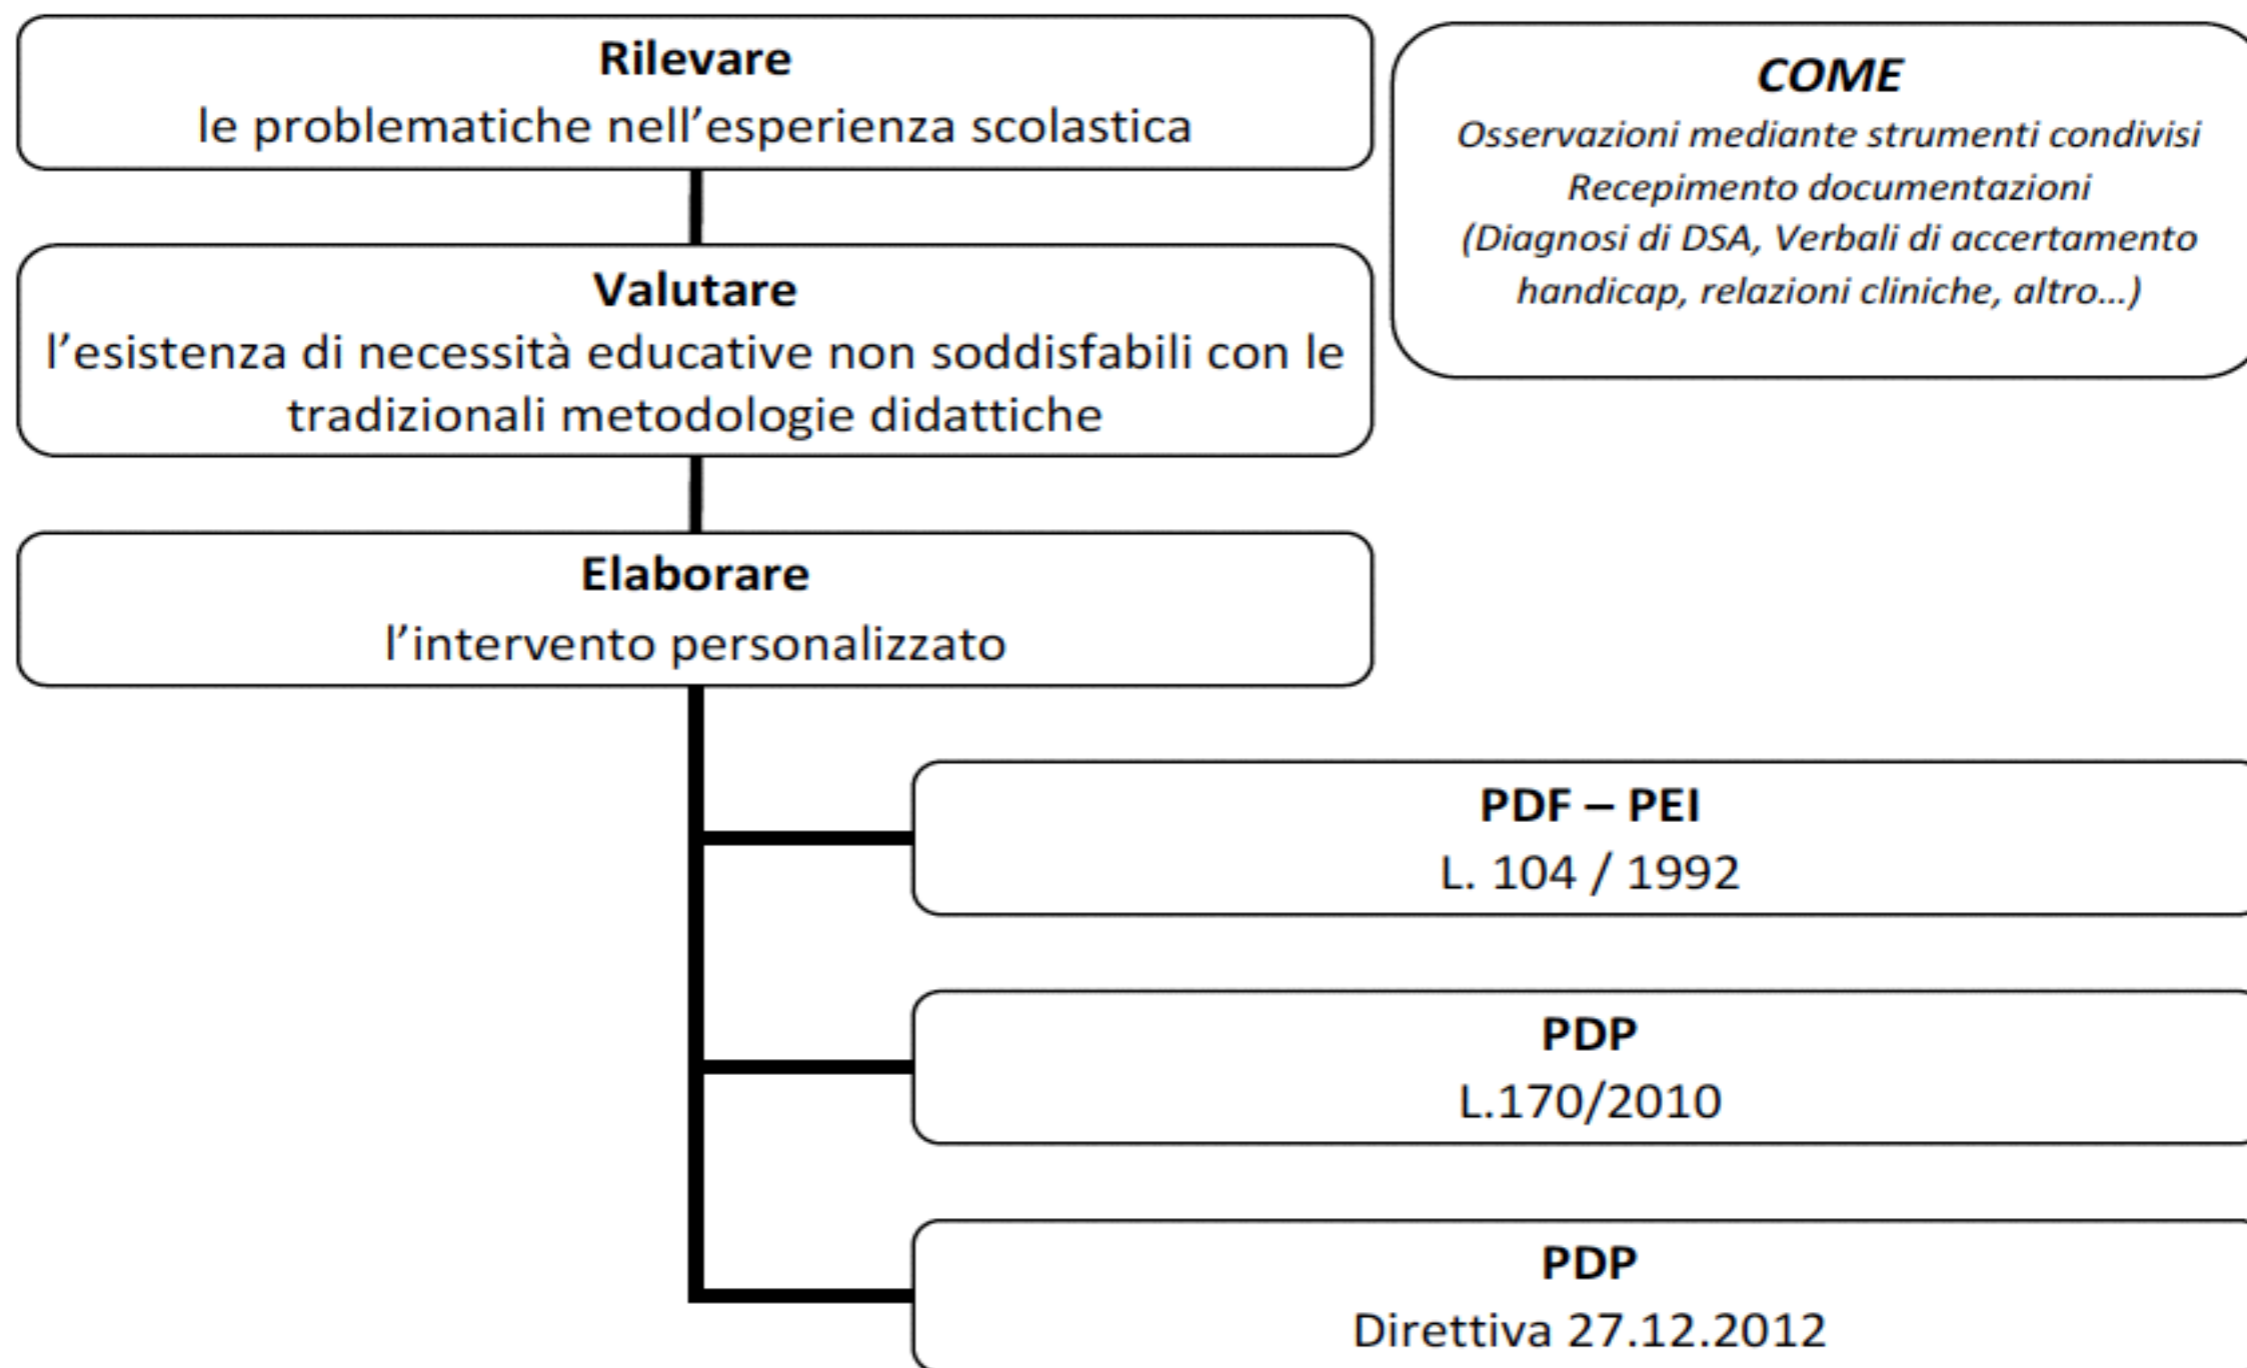 Rilevare
le problematiche nell’esperienza scolastica
COME
Osservazioni mediante strumenti condivisi
Recepimento documentazioni
(Diagnosi di DSA, Verbali di accertamento
handicap, relazioni cliniche, altro…)
Valutare
l’esistenza di necessità educative non soddisfabili con le
tradizionali metodologie didattiche
Elaborare
l’intervento personalizzato
PDF – PEI
L. 104 / 1992
PDP
L.170/2010
PDP
Direttiva 27.12.2012